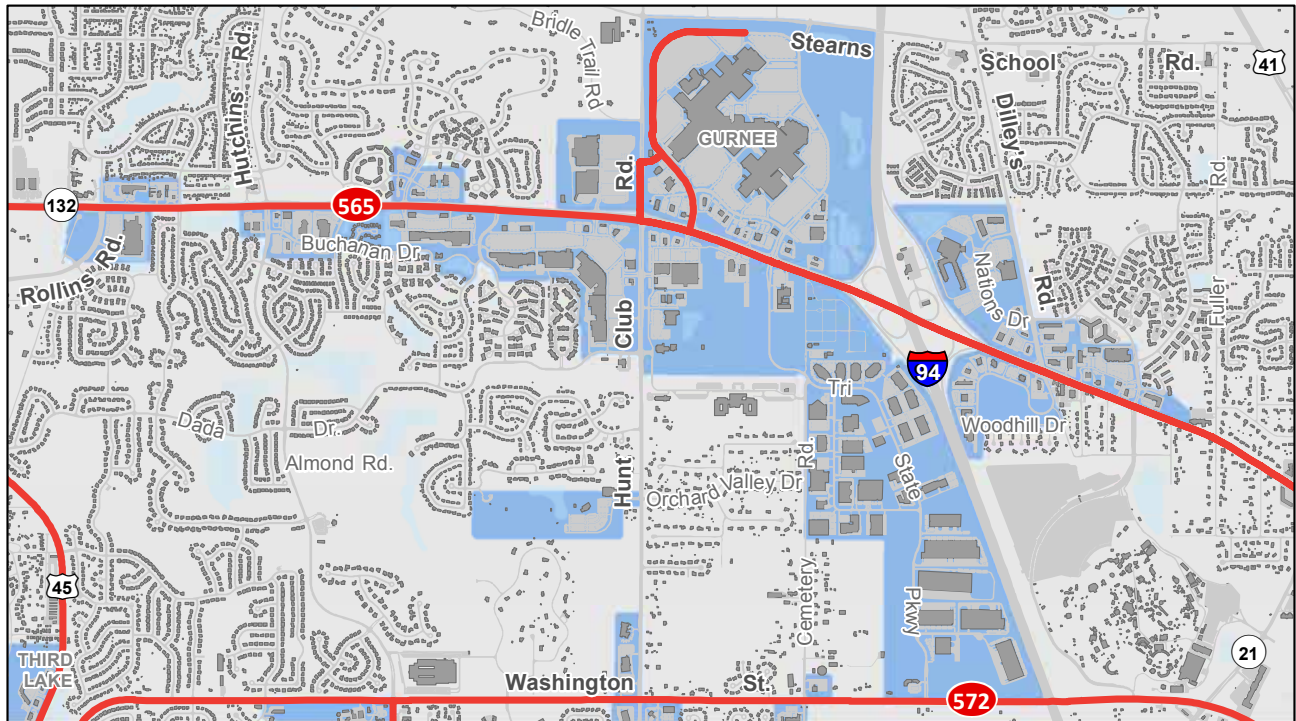 Bridle Trail Rd
Hutchins Rd.
Stearns
School
Rd.
41
Dilley's
Rd.
GURNEE
Rd.
132
565
Rd.
Buchanan Dr
Rollins Rd.
Nations Dr
Fuller
Club
94
Tri
Dada
Dr.
Woodhill Dr
Almond Rd.
Hunt
Orchard Valley Dr
Rd.
State
45
Cemetery
Pkwy
THIRD
LAKE
21
Washington
St.
572